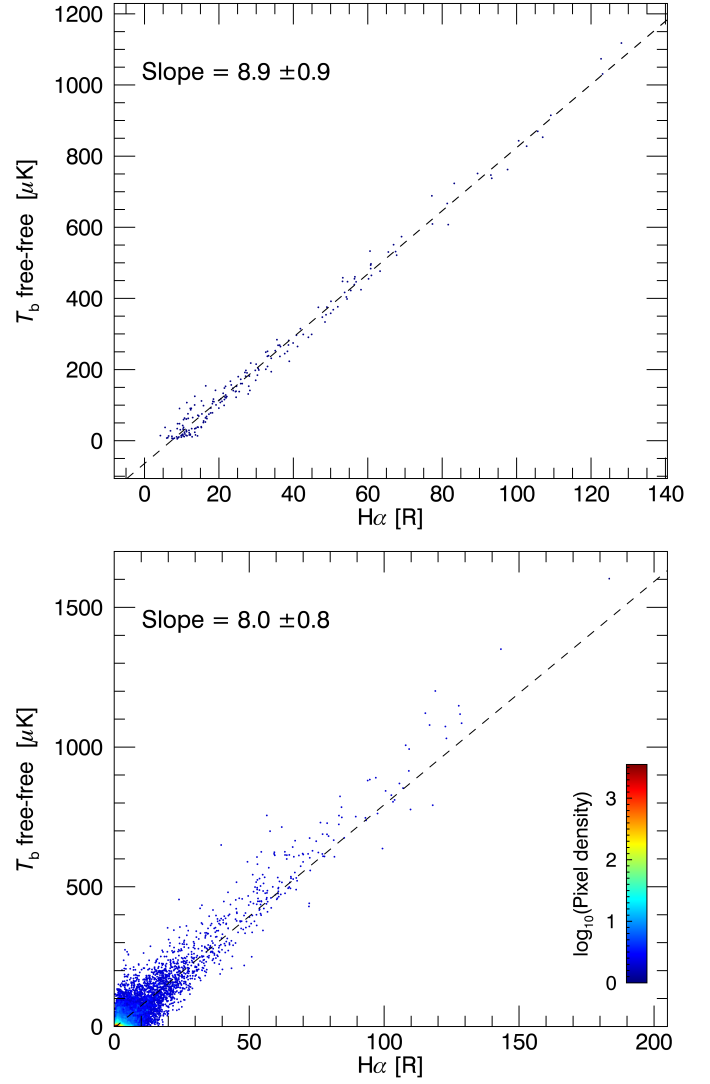 1200
1000
800
600
400
200
0
Slope = 8.9 ±0.9
T_b free-free [μK]
0 20 40 60 80 100 120 140
Hα [R]
1500
1000
500
0
Slope = 8.0 ±0.8
T_b free-free [μK]
3
2
1
0
log₁₀(Pixel density)
0 50 100 150 200
Hα [R]